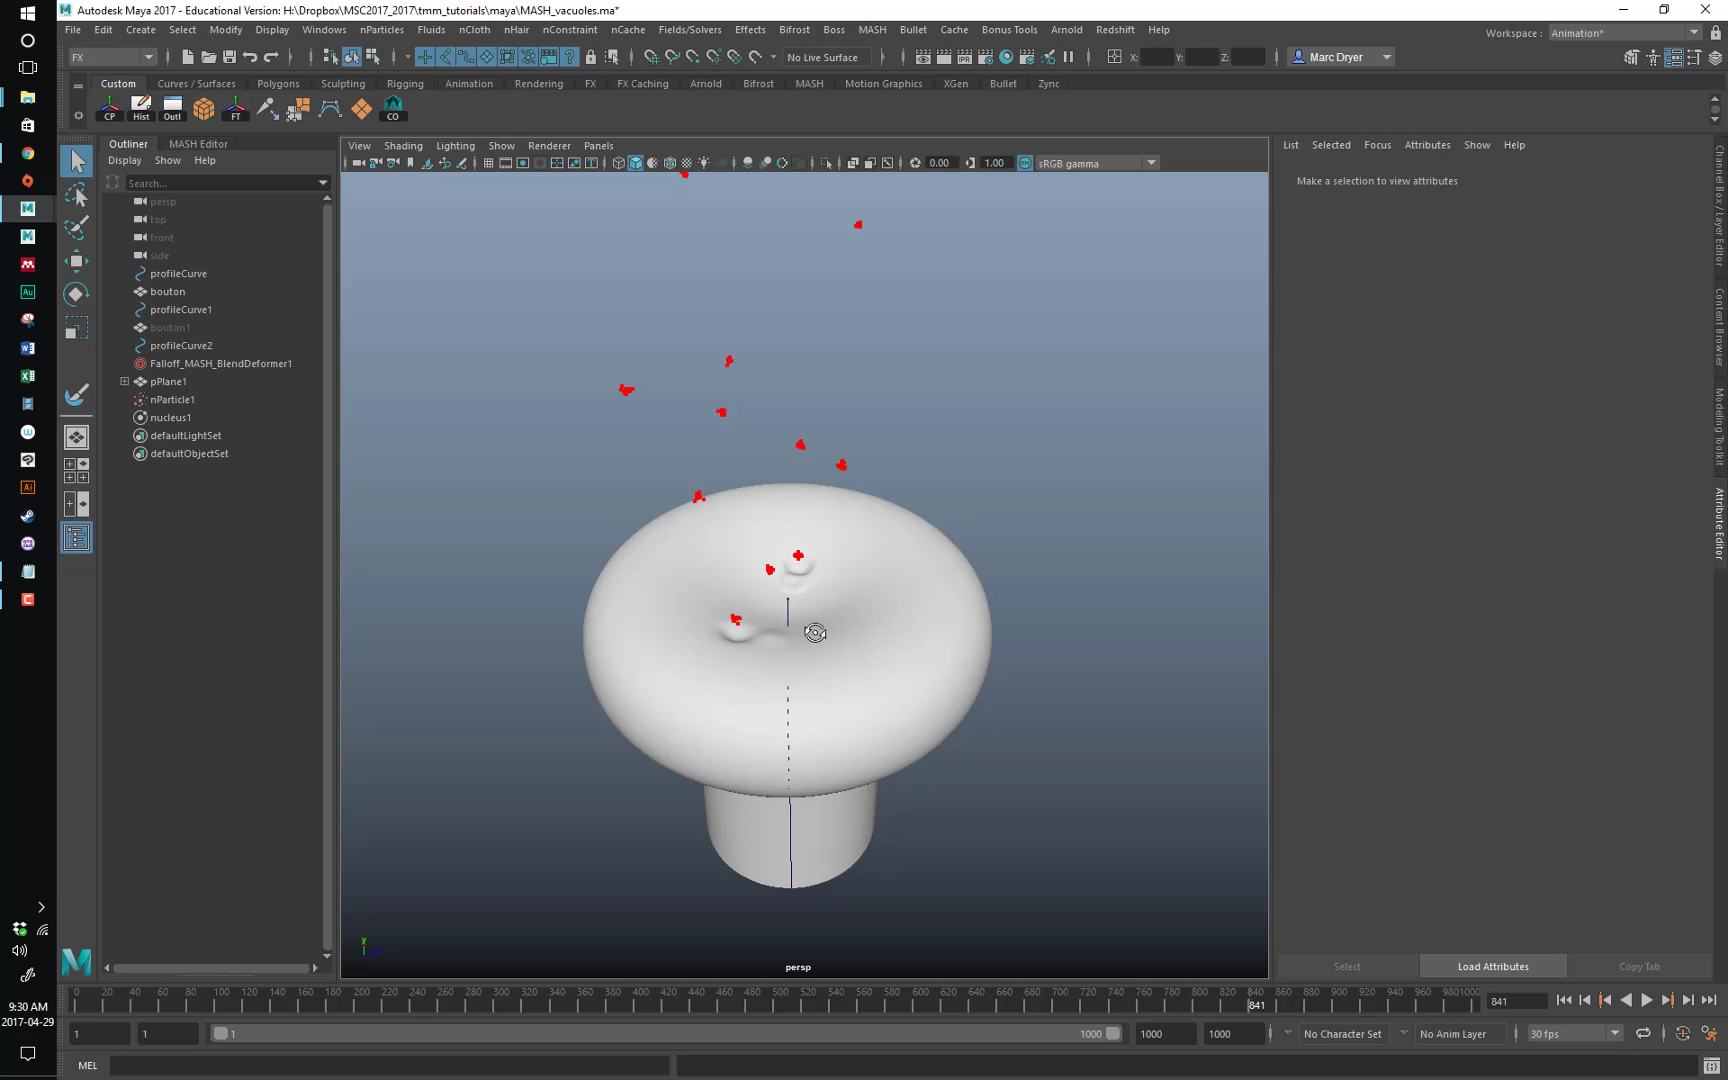 Autodesk Maya 2017 - Educational Version: H:\Dropbox\MSC2017_2017\tmm_tutorials\maya\MASH_vacuoles.ma*
File Edit Create Select Modify Display Windows nParticles Fluids nCloth nHair nConstraint nCache Fields/Solvers Effects Bifrost Boss MASH Bullet Cache Bonus Tools Arnold Redshift Help
Workspace : Animation*
FX
No Live Surface
X: Y: Z:
Marc Dryer
Custom Curves / Surfaces Polygons Sculpting Rigging Animation Rendering FX FX Caching Arnold Bifrost MASH Motion Graphics XGen Bullet Zync
CP Hist Outl FT CO
Outliner MASH Editor
Display Show Help
Search...
persp
top
front
side
profileCurve
bouton
profileCurve1
bouton1
profileCurve2
Falloff_MASH_BlendDeformer1
pPlane1
nParticle1
nucleus1
defaultLightSet
defaultObjectSet
View Shading Lighting Show Renderer Panels
0.00 1.00 sRGB gamma
List Selected Focus Attributes Show Help
Make a selection to view attributes
Channel Box / Layer Editor
Content Browser
Modeling Toolkit
Attribute Editor
y
persp
Select Load Attributes Copy Tab
0 20 40 60 80 100 120 140 160 180 200 220 240 260 280 300 320 340 360 380 400 420 440 460 480 500 520 540 560 580 600 620 640 660 680 700 720 740 760 780 800 820 840 860 880 900 920 940 960 980 1000
841
841
1 1 1 1000 1000 1000 No Character Set No Anim Layer 30 fps
MEL
9:30 AM
2017-04-29